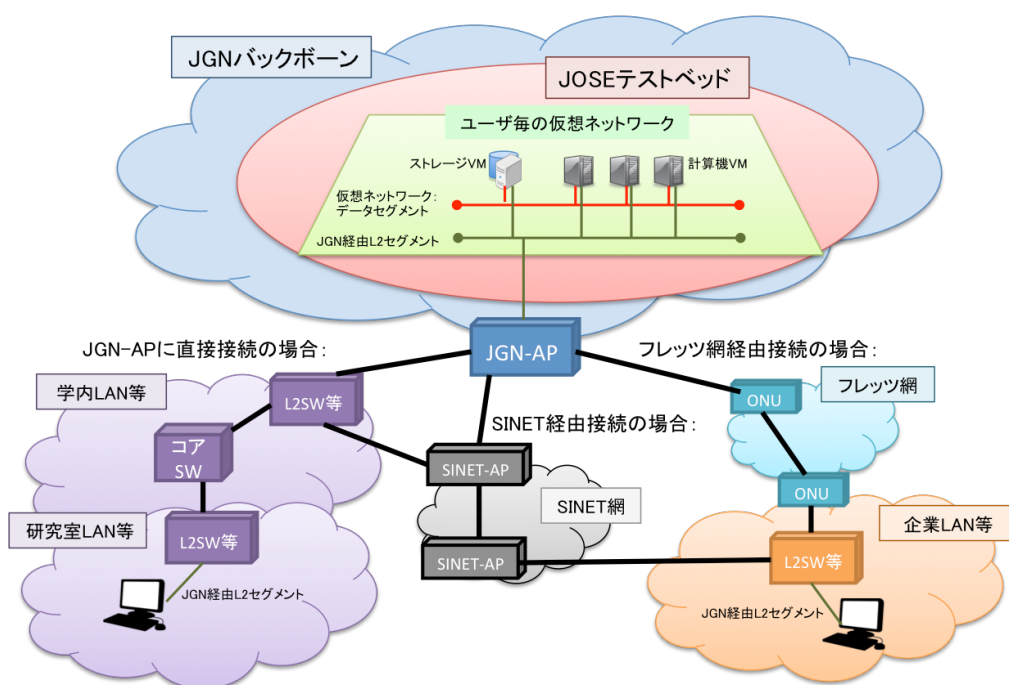 JGNバックボーン
JOSEテストベッド
ユーザ毎の仮想ネットワーク
ストレージVM
計算機VM
仮想ネットワーク：
データセグメント
JGN経由L2セグメント
JGN-AP
JGN-APに直接接続の場合：
フレッツ網経由接続の場合：
学内LAN等
L2SW等
ONU
フレッツ網
SINET経由接続の場合：
コア
SW
SINET-AP
ONU
SINET網
研究室LAN等
L2SW等
企業LAN等
SINET-AP
L2SW等
JGN経由L2セグメント
JGN経由L2セグメント